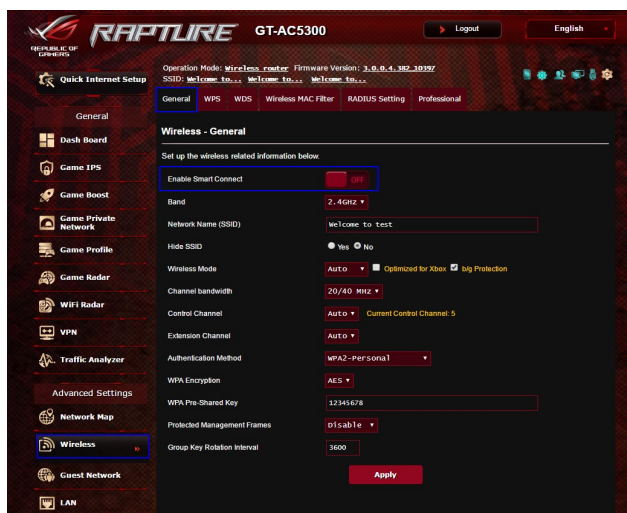 REPUBLIC OF
GAMERS
RAPTURE GT-AC5300 Logout English
Quick Internet Setup
General
Dash Board
Game IPS
Game Boost
Game Private
Network
Game Profile
Game Radar
WiFi Radar
VPN
Traffic Analyzer
Advanced Settings
Network Map
Wireless
Guest Network
LAN
Operation Mode: Wireless router Firmware Version: 3.0.0.4.382_10397
SSID: Welcome to... Welcome to... Welcome to...
General WPS WDS Wireless MAC Filter RADIUS Setting Professional
Wireless - General
Set up the wireless related information below.
Enable Smart Connect OFF
Band 2.4GHz
Network Name (SSID) Welcome to test
Hide SSID Yes No
Wireless Mode Auto Optimized for Xbox b/g Protection
Channel bandwidth 20/40 MHz
Control Channel Auto Current Control Channel: 5
Extension Channel Auto
Authentication Method WPA2-Personal
WPA Encryption AES
WPA Pre-Shared Key 12345678
Protected Management Frames Disable
Group Key Rotation Interval 3600
Apply